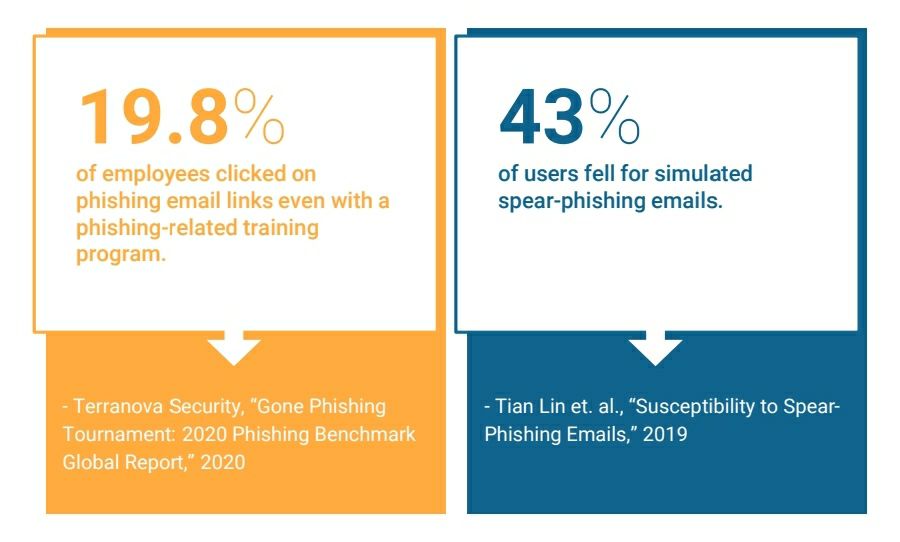 19.8%
of employees clicked on
phishing email links even with a
phishing-related training
program.
- Terranova Security, “Gone Phishing
Tournament: 2020 Phishing Benchmark
Global Report,” 2020
43%
of users fell for simulated
spear-phishing emails.
- Tian Lin et. al., “Susceptibility to Spear-
Phishing Emails,” 2019